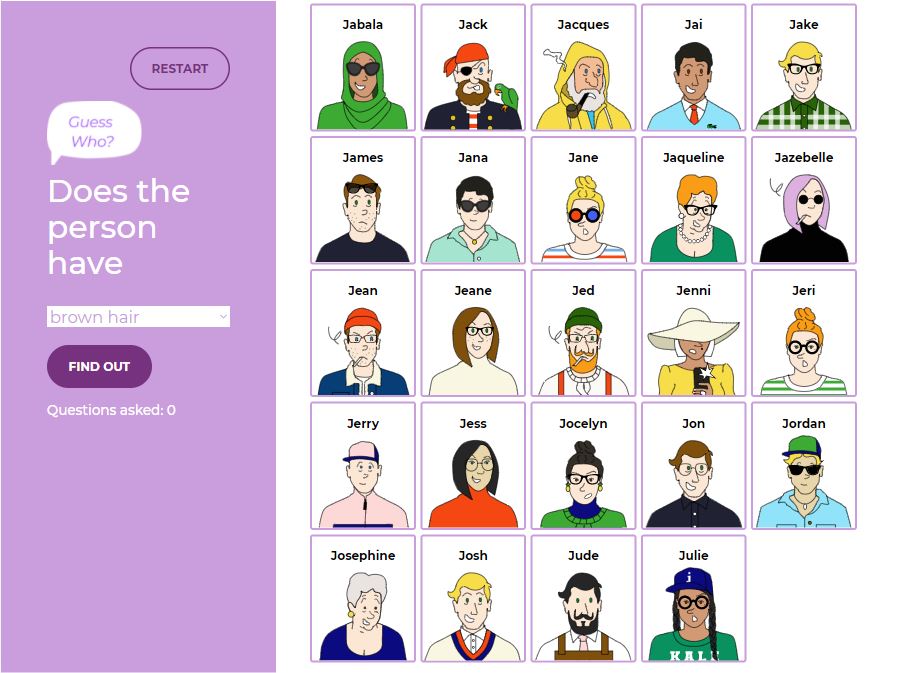 RESTART
Guess
Who?
Does the
person
have
brown hair
FIND OUT
Questions asked: 0
Jabala
Jack
Jacques
Jai
Jake
James
Jana
Jane
Jaqueline
Jazebelle
Jean
Jeane
Jed
Jenni
Jeri
Jerry
Jess
Jocelyn
Jon
Jordan
Josephine
Josh
Jude
Julie
j
KALE